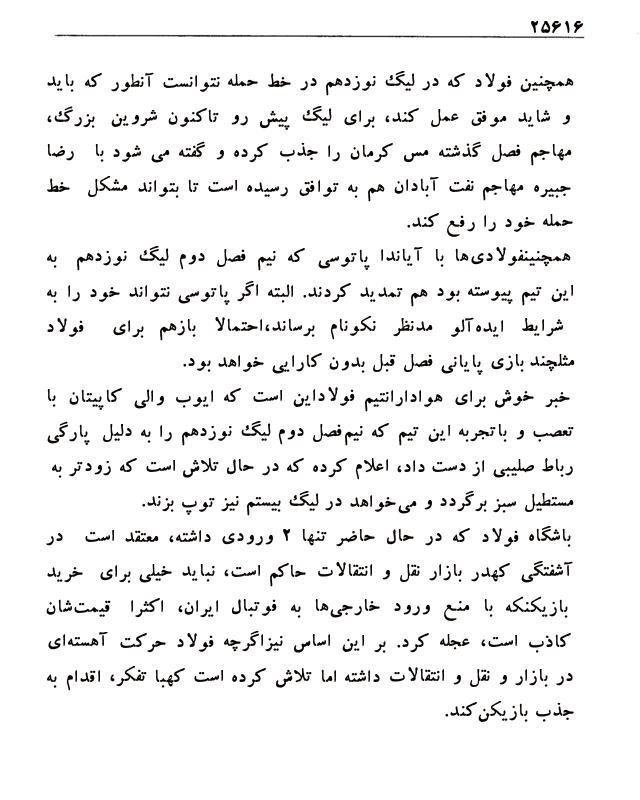 ۲۵۶۱۶
همچنین فولاد که در لیگ نوزدهم در خط حمله نتوانست آنطور که باید
و شاید موفق عمل کند، برای لیگ پیش رو تاکنون شروین بزرگ،
مهاجم فصل گذشته مس کرمان را جذب کرده و گفته می شود با رضا
جبیره مهاجم نفت آبادان هم به توافق رسیده است تا بتواند مشکل خط
حمله خود را رفع کند.
همچنینفولادی‌ها با آیاندا پاتوسی که نیم فصل دوم لیگ نوزدهم به
این تیم پیوسته بود هم تمدید کردند. البته اگر پاتوسی نتواند خود را به
شرایط ایده‌آلو مدنظر نکونام برساند،احتمالا بازهم برای فولاد
مثلچند بازی پایانی فصل قبل بدون کارایی خواهد بود.
خبر خوش برای هوادارانتیم فولاداین است که ایوب والی کاپیتان با
تعصب و باتجربه این تیم که نیم‌فصل دوم لیگ نوزدهم را به دلیل پارگی
رباط صلیبی از دست داد، اعلام کرده که در حال تلاش است که زودتر به
مستطیل سبز برگردد و می‌خواهد در لیگ بیستم نیز توپ بزند.
باشگاه فولاد که در حال حاضر تنها ۲ ورودی داشته، معتقد است در
آشفتگی کهدر بازار نقل و انتقالات حاکم است، نباید خیلی برای خرید
بازیکنکه با منع ورود خارجی‌ها به فوتبال ایران، اکثرا قیمت‌شان
کاذب است، عجله کرد. بر این اساس نیزاگرچه فولاد حرکت آهسته‌ای
در بازار و نقل و انتقالات داشته اما تلاش کرده است کهبا تفکر، اقدام به
جذب بازیکن‌کند.